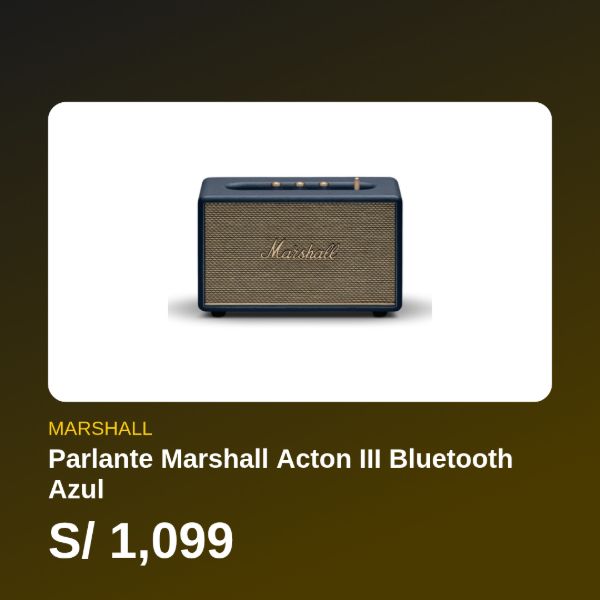 Marshall
MARSHALL
Parlante Marshall Acton III Bluetooth
Azul
S/ 1,099